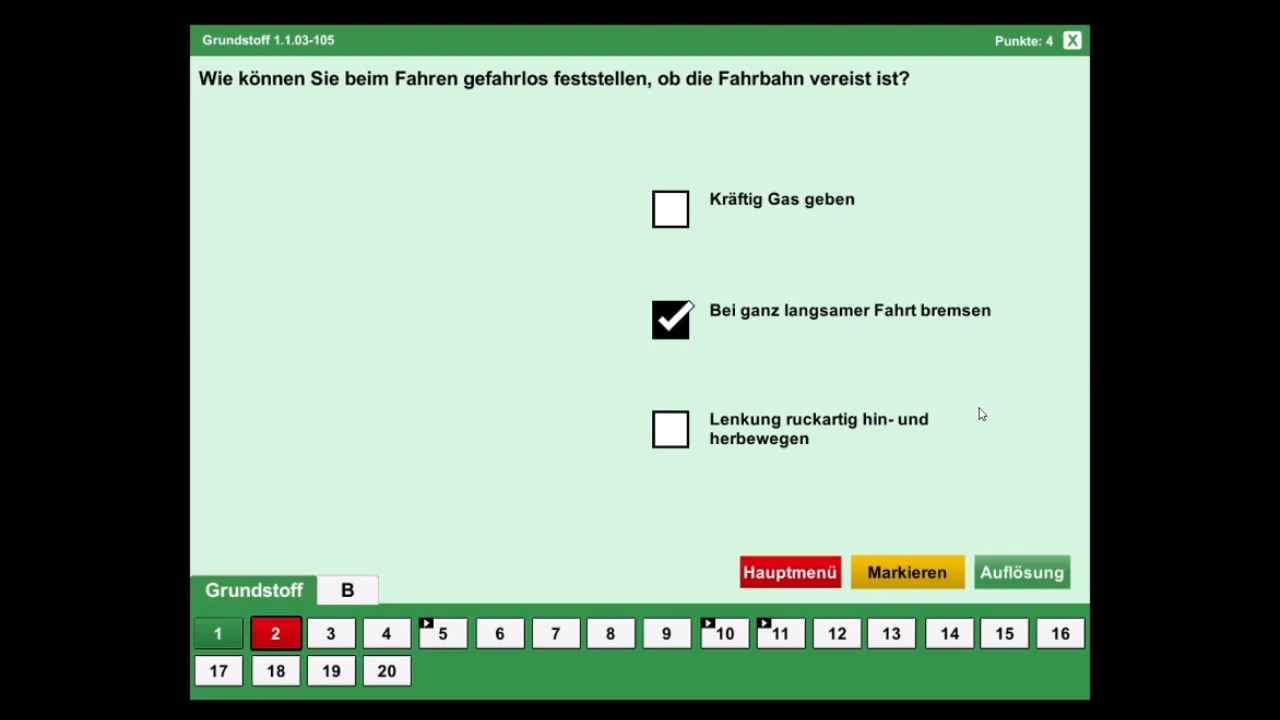 Grundstoff 1.1.03-105
Punkte: 4 X
Wie können Sie beim Fahren gefahrlos feststellen, ob die Fahrbahn vereist ist?
Kräftig Gas geben
Bei ganz langsamer Fahrt bremsen
Lenkung ruckartig hin- und
herbewegen
Hauptmenü Markieren Auflösung
Grundstoff B
1 2 3 4 5 6 7 8 9 10 11 12 13 14 15 16
17 18 19 20